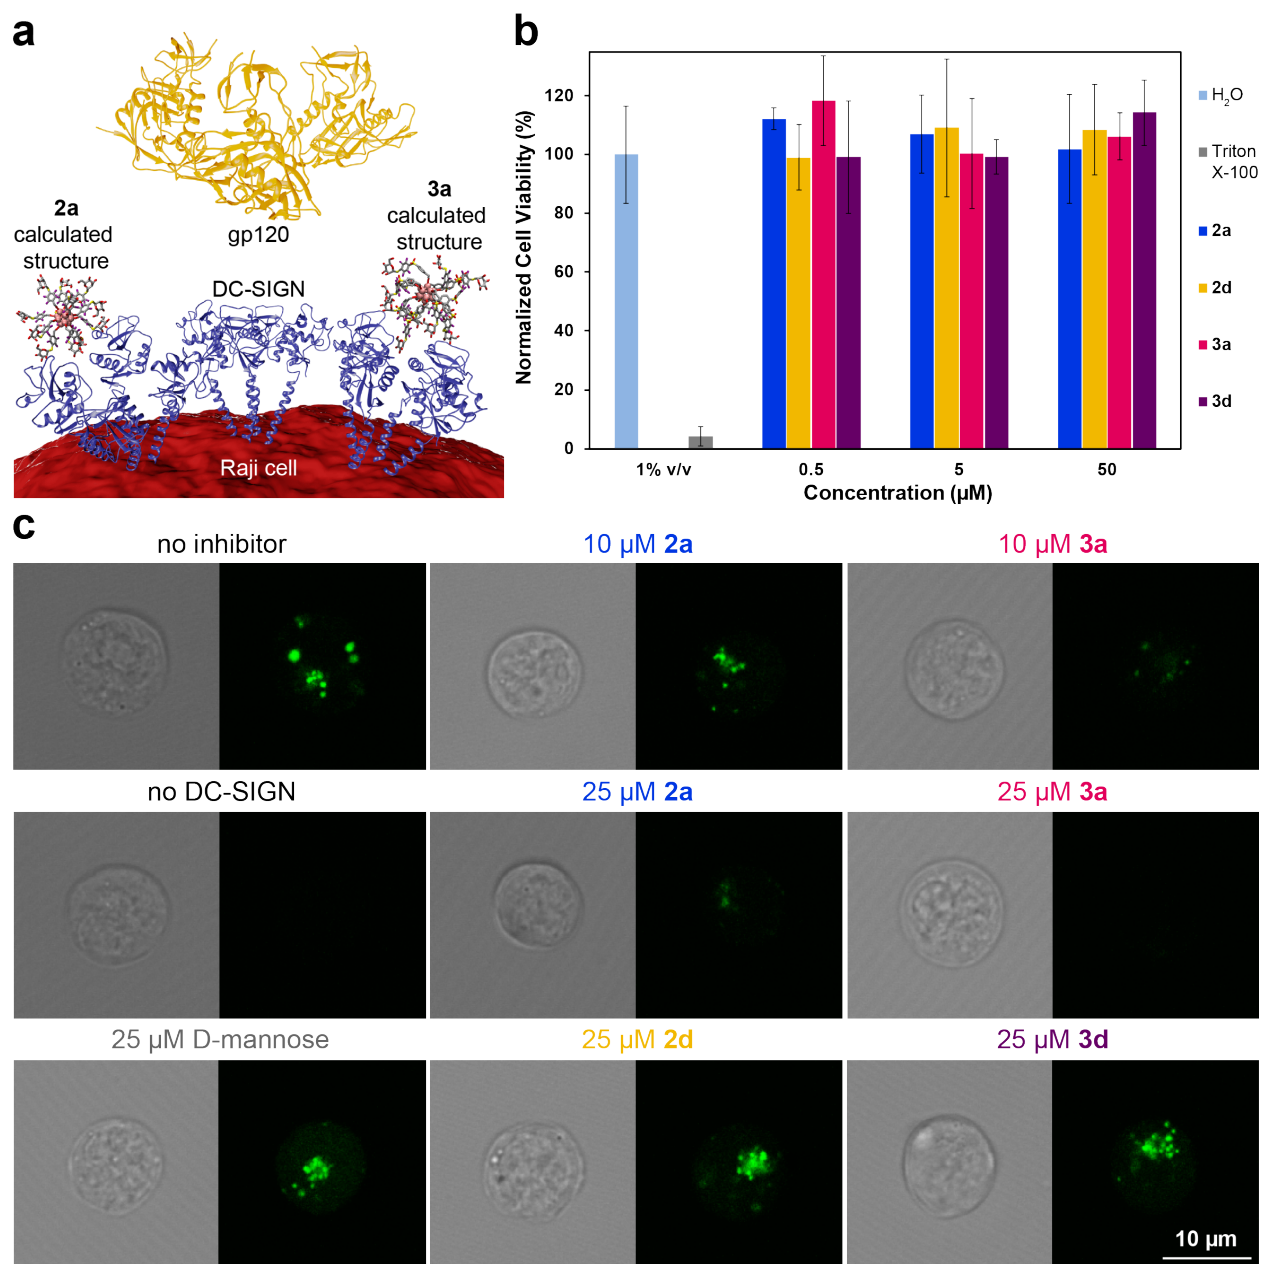 a
gp120
2a
calculated
structure
3a
calculated
structure
DC-SIGN
Raji cell
b
Normalized Cell Viability (%)
120
100
80
60
40
20
0
1% v/v
0.5
5
50
Concentration (µM)
H₂O
Triton
X-100
2a
2d
3a
3d
c
no inhibitor
10 µM 2a
10 µM 3a
no DC-SIGN
25 µM 2a
25 µM 3a
25 µM D-mannose
25 µM 2d
25 µM 3d
10 µm